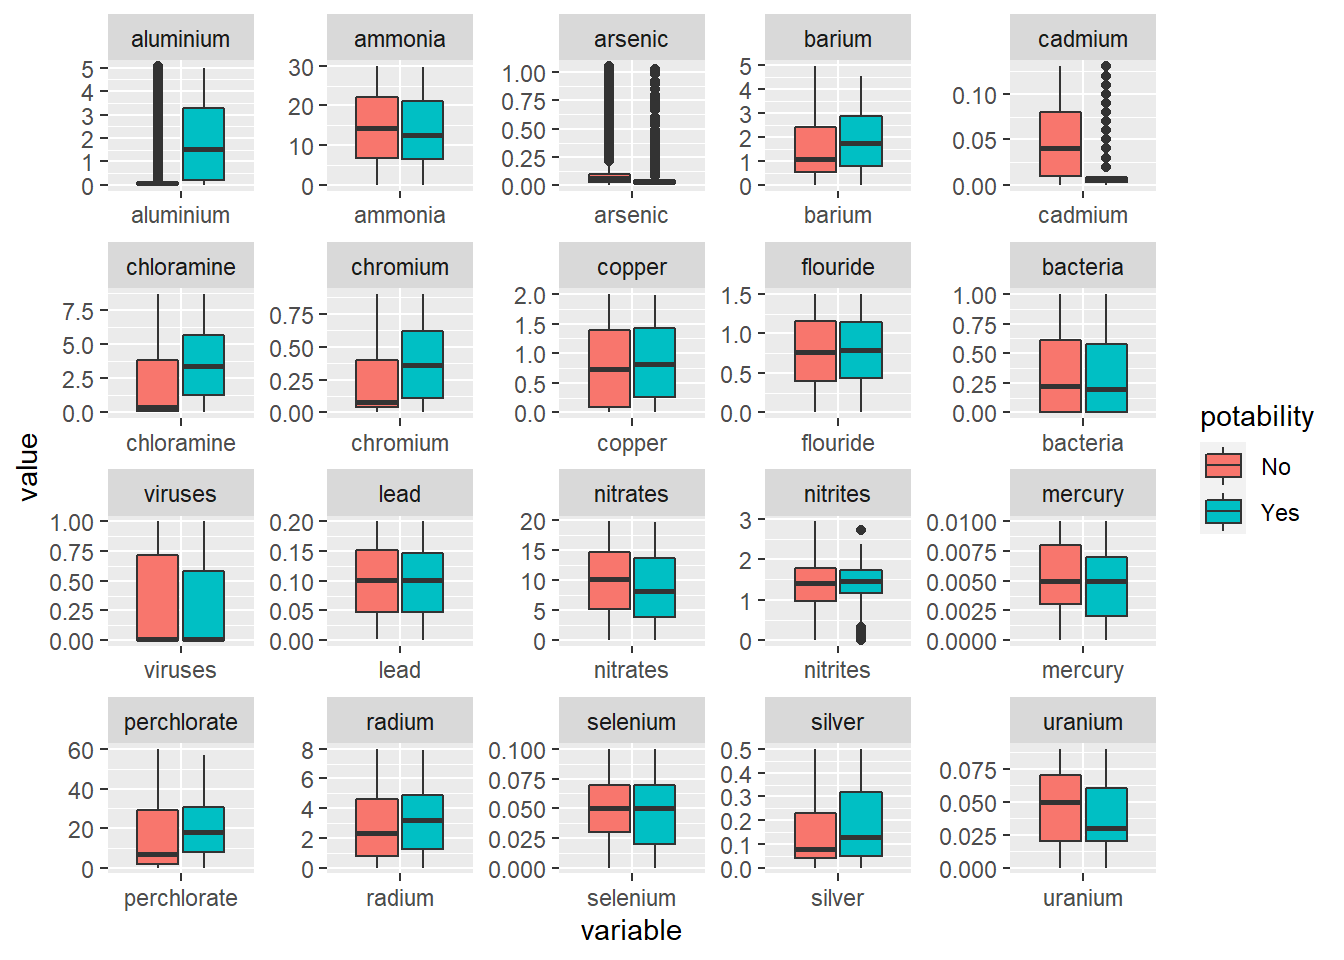 aluminium ammonia arsenic barium cadmium
5 4 3 2 1 0
30 20 10 0
1.00 0.75 0.50 0.25 0.00
5 4 3 2 1 0
0.10 0.05 0.00
aluminium ammonia arsenic barium cadmium
chloramine chromium copper flouride bacteria
7.5 5.0 2.5 0.0
0.75 0.50 0.25 0.00
2.0 1.5 1.0 0.5 0.0
1.5 1.0 0.5 0.0
1.00 0.75 0.50 0.25 0.00
chloramine chromium copper flouride bacteria
viruses lead nitrates nitrites mercury
1.00 0.75 0.50 0.25 0.00
0.20 0.15 0.10 0.05 0.00
20 15 10 5 0
3 2 1 0
0.0100 0.0075 0.0050 0.0025 0.0000
viruses lead nitrates nitrites mercury
perchlorate radium selenium silver uranium
60 40 20 0
8 6 4 2 0
0.100 0.075 0.050 0.025 0.000
0.5 0.4 0.3 0.2 0.1 0.0
0.075 0.050 0.025 0.000
perchlorate radium selenium silver uranium
variable
value
potability
No
Yes